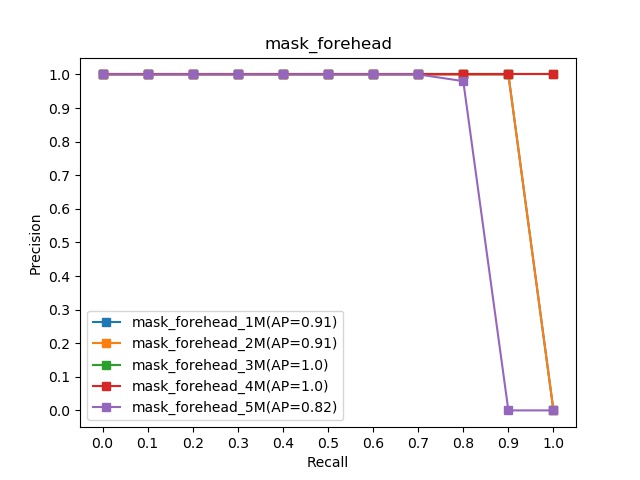 mask_forehead
Precision
1.0
0.9
0.8
0.7
0.6
0.5
0.4
0.3
0.2
0.1
0.0
mask_forehead_1M(AP=0.91)
mask_forehead_2M(AP=0.91)
mask_forehead_3M(AP=1.0)
mask_forehead_4M(AP=1.0)
mask_forehead_5M(AP=0.82)
0.0 0.1 0.2 0.3 0.4 0.5 0.6 0.7 0.8 0.9 1.0
Recall